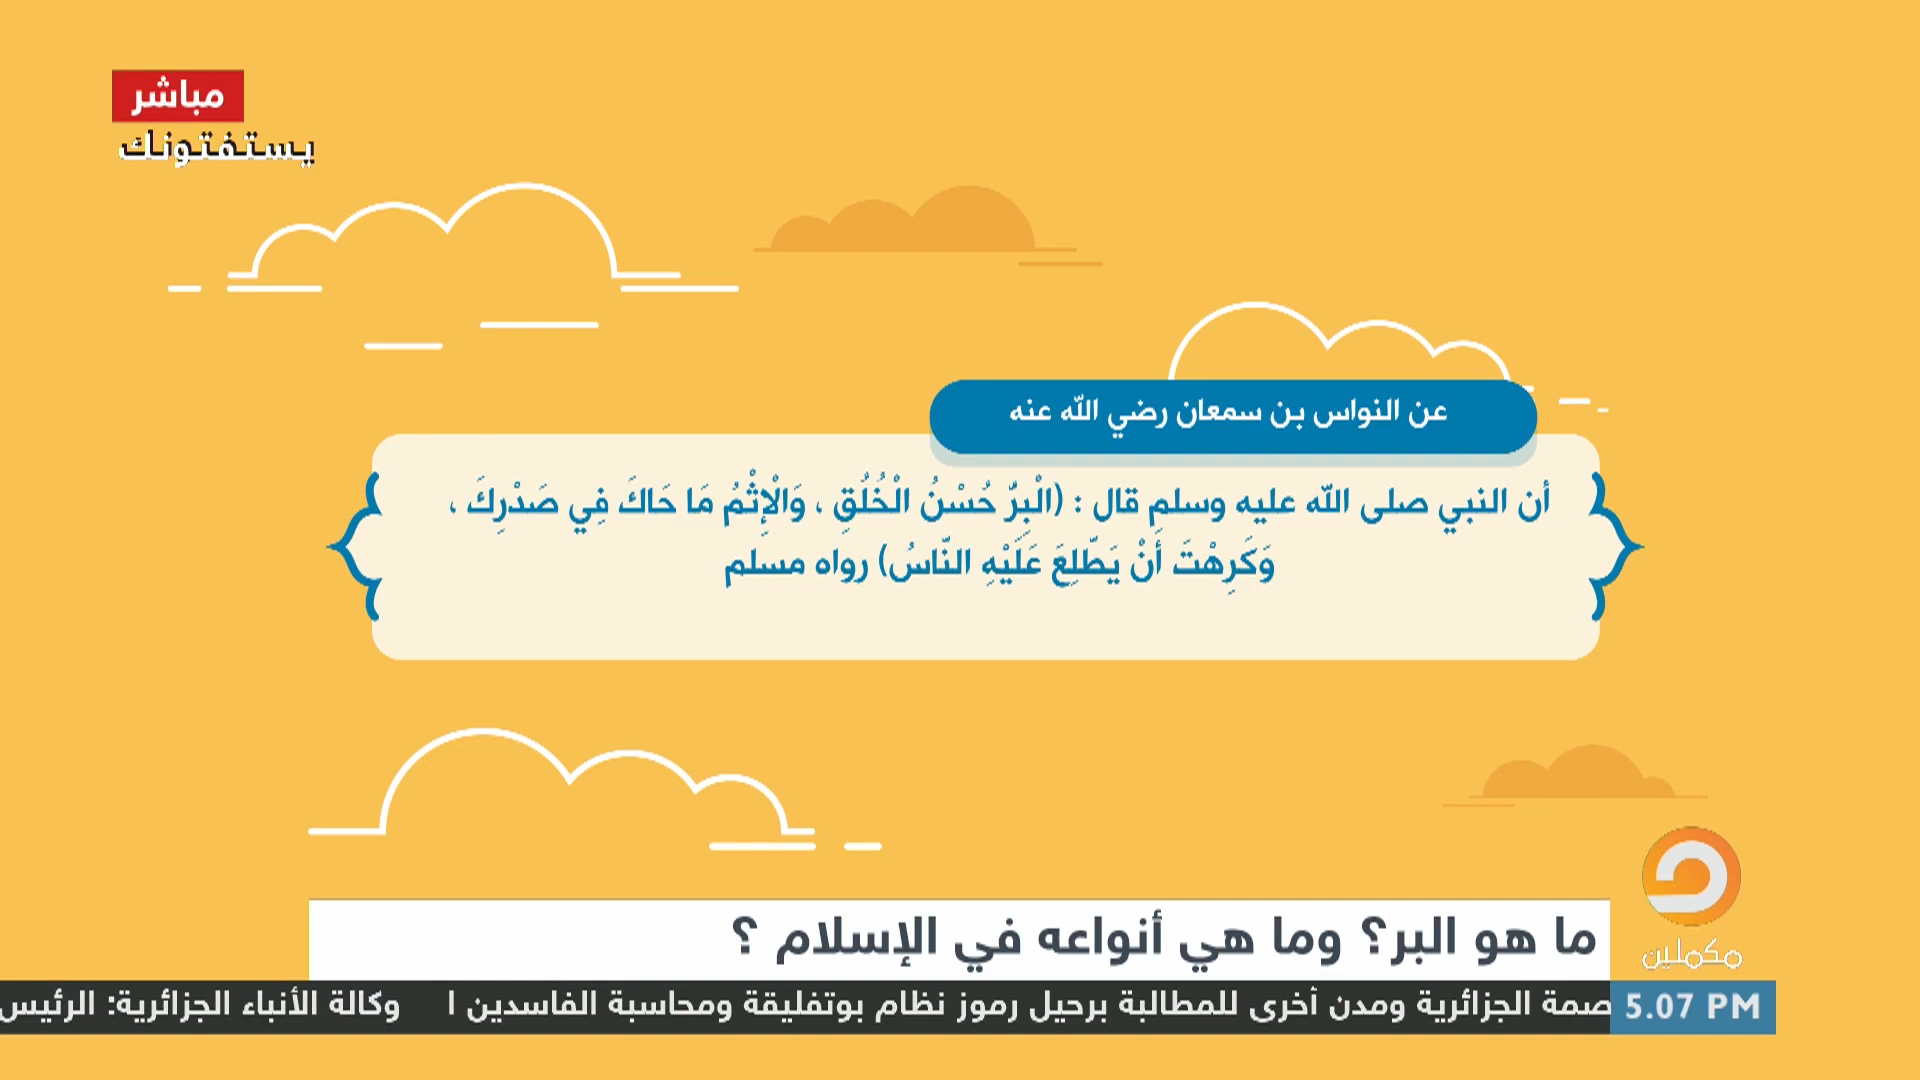 مباشر
يستفتونك
عن النواس بن سمعان رضي الله عنه
أن النبي صلى الله عليه وسلم قال : (الْبِرُّ حُسْنُ الْخُلُقِ ، وَالْإِثْمُ مَا حَاكَ فِي صَدْرِكَ ،
وَكَرِهْتَ أَنْ يَطَّلِعَ عَلَيْهِ النَّاسُ) رواه مسلم
ما هو البر؟ وما هي أنواعه في الإسلام ؟
مكملين
صمة الجزائرية ومدن أخرى للمطالبة برحيل رموز نظام بوتفليقة ومحاسبة الفاسدين ا وكالة الأنباء الجزائرية: الرئيس
5.07 PM